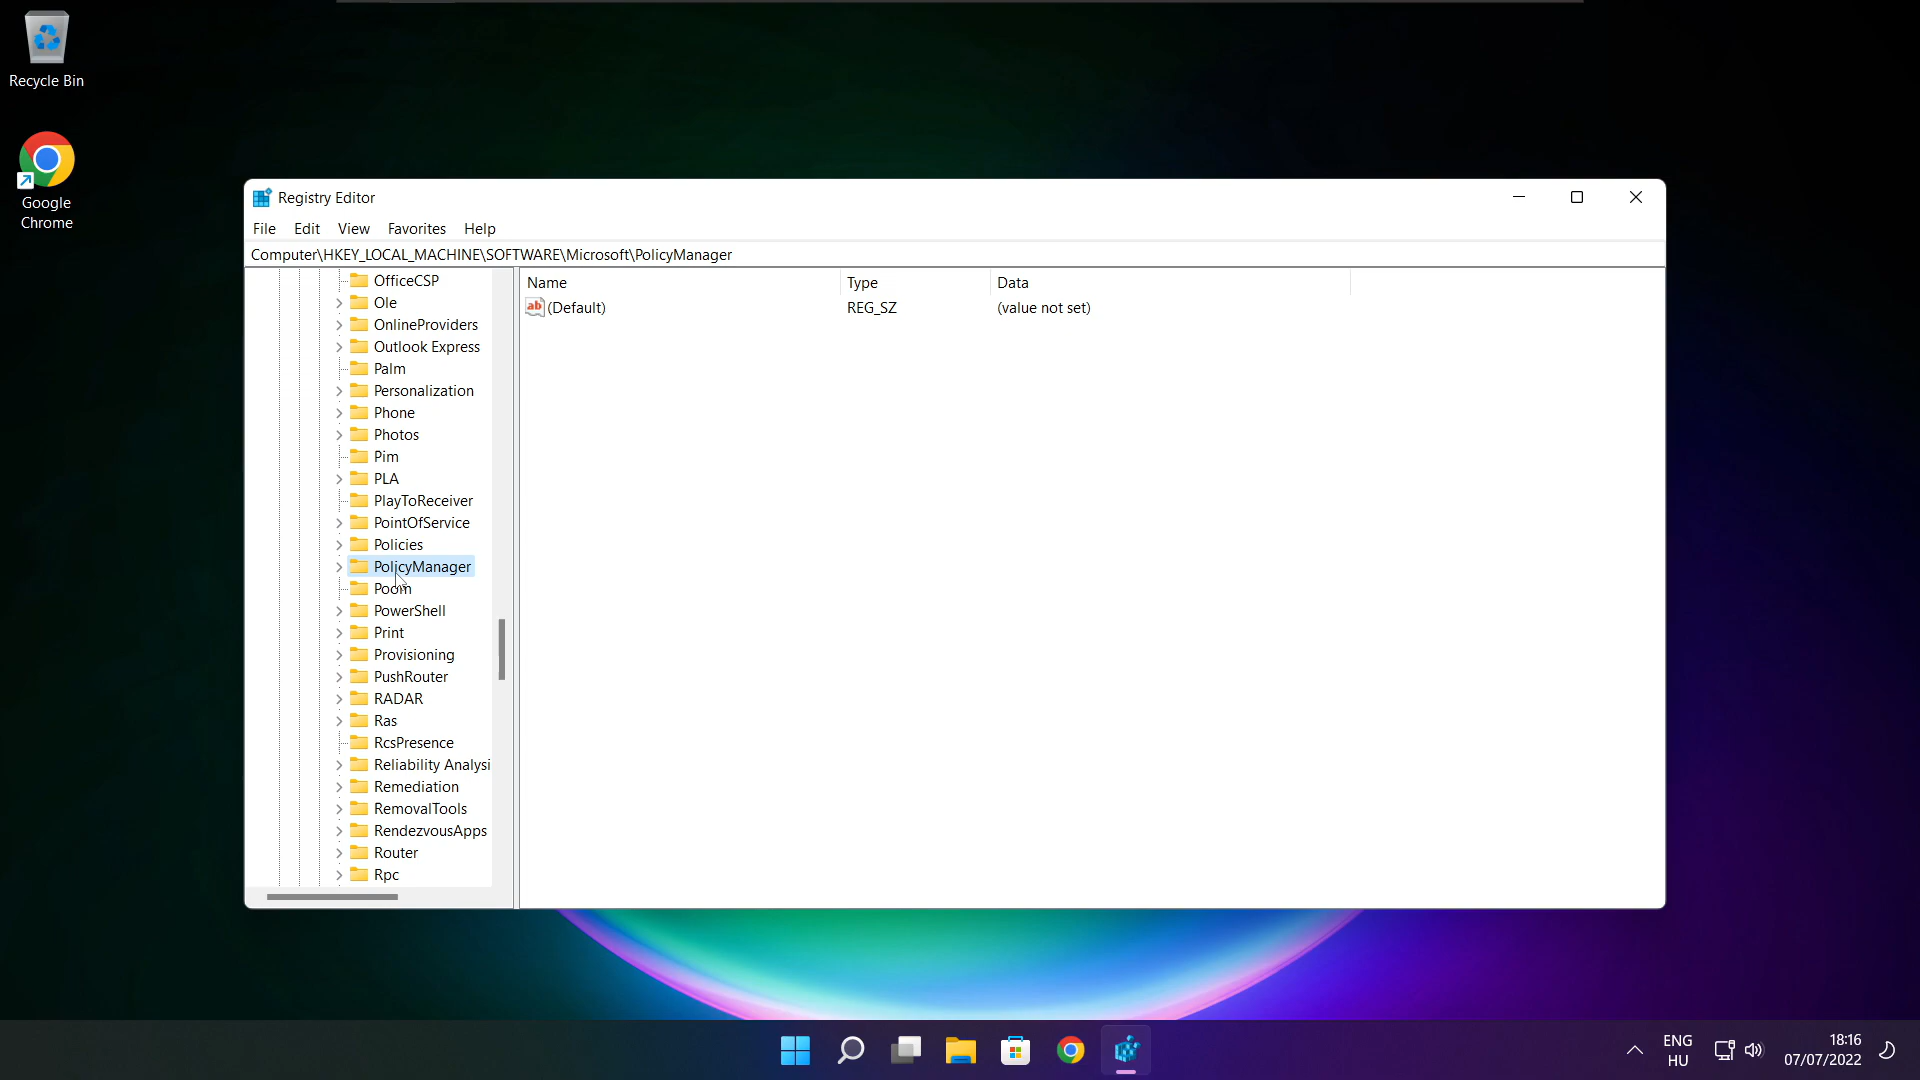 Recycle Bin
Google
Chrome
Registry Editor
File Edit View Favorites Help
Computer\HKEY_LOCAL_MACHINE\SOFTWARE\Microsoft\PolicyManager
OfficeCSP
Ole
OnlineProviders
Outlook Express
Palm
Personalization
Phone
Photos
Pim
PLA
PlayToReceiver
PointOfService
Policies
PolicyManager
Poom
PowerShell
Print
Provisioning
PushRouter
RADAR
Ras
RcsPresence
Reliability Analysi
Remediation
RemovalTools
RendezvousApps
Router
Rpc
Name Type Data
ab (Default) REG_SZ (value not set)
ENG
HU
18:16
07/07/2022